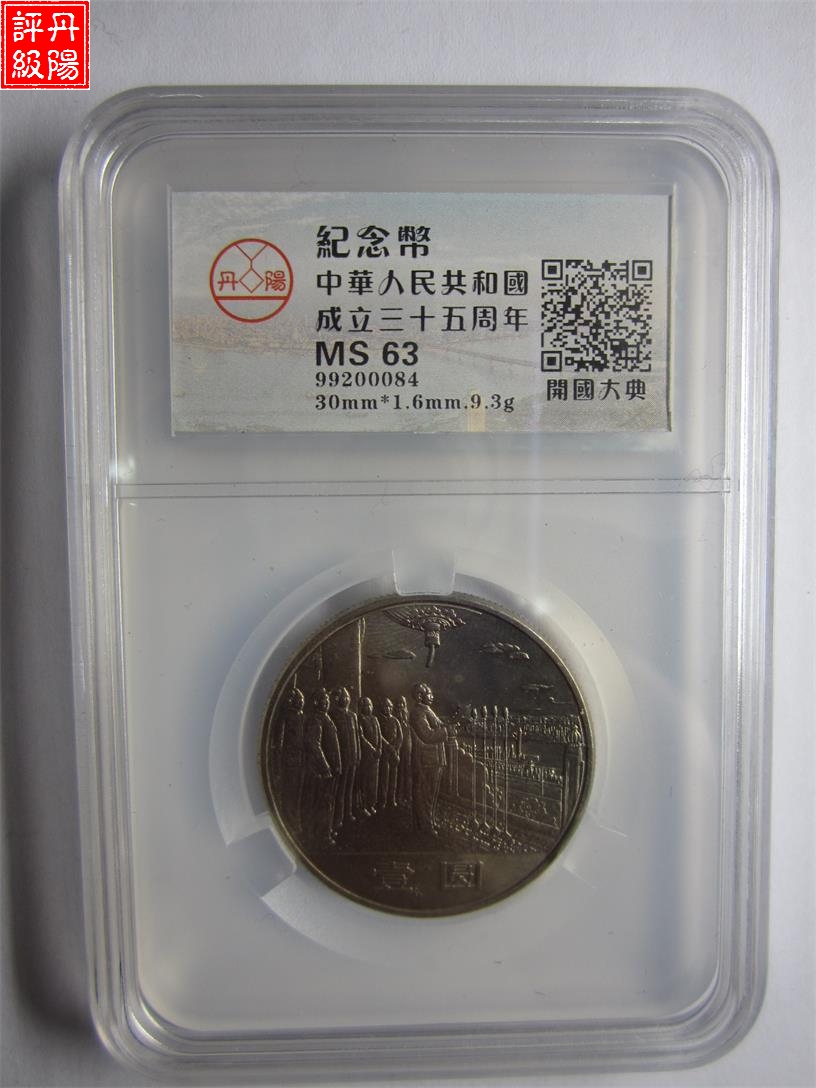 丹陽
評級
丹陽
紀念幣
中華人民共和國
成立三十五周年
MS 63
99200084
30mm*1.6mm.9.3g
開國大典
壹圓